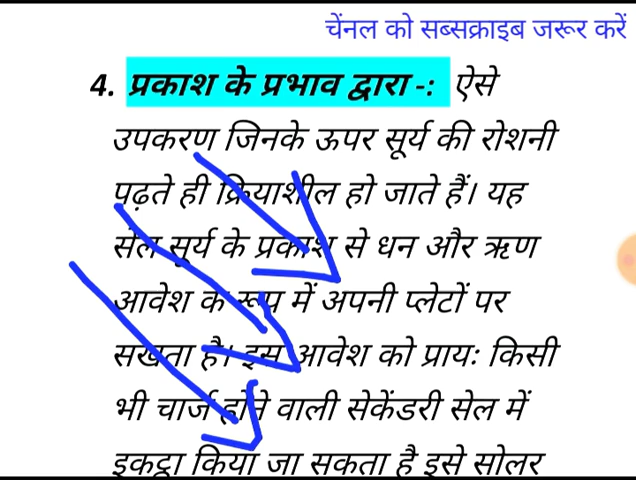 चेंनल को सब्सक्राइब जरूर करें
4. प्रकाश के प्रभाव द्वारा -: ऐसे
उपकरण जिनके ऊपर सूर्य की रोशनी
पढ़ते ही क्रियाशील हो जाते हैं। यह
सेल सूर्य के प्रकाश से धन और ऋण
आवेश के रूप में अपनी प्लेटों पर
सखता है। इस आवेश को प्रायः किसी
भी चार्ज होने वाली सेकेंडरी सेल में
इकट्ठा किया जा सकता है इसे सोलर